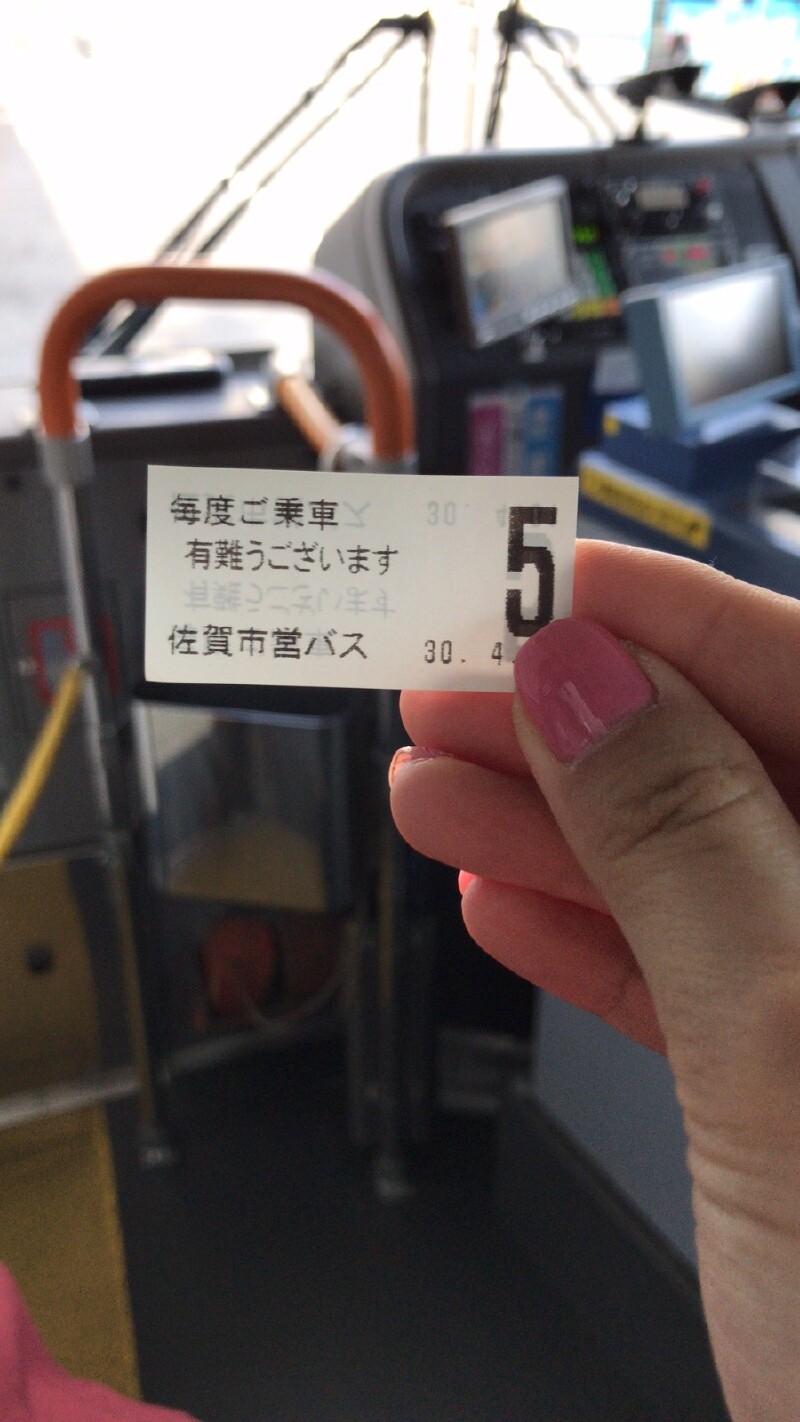 毎度ご乗車
有難うございます
佐賀市営バス
30. 4.
5